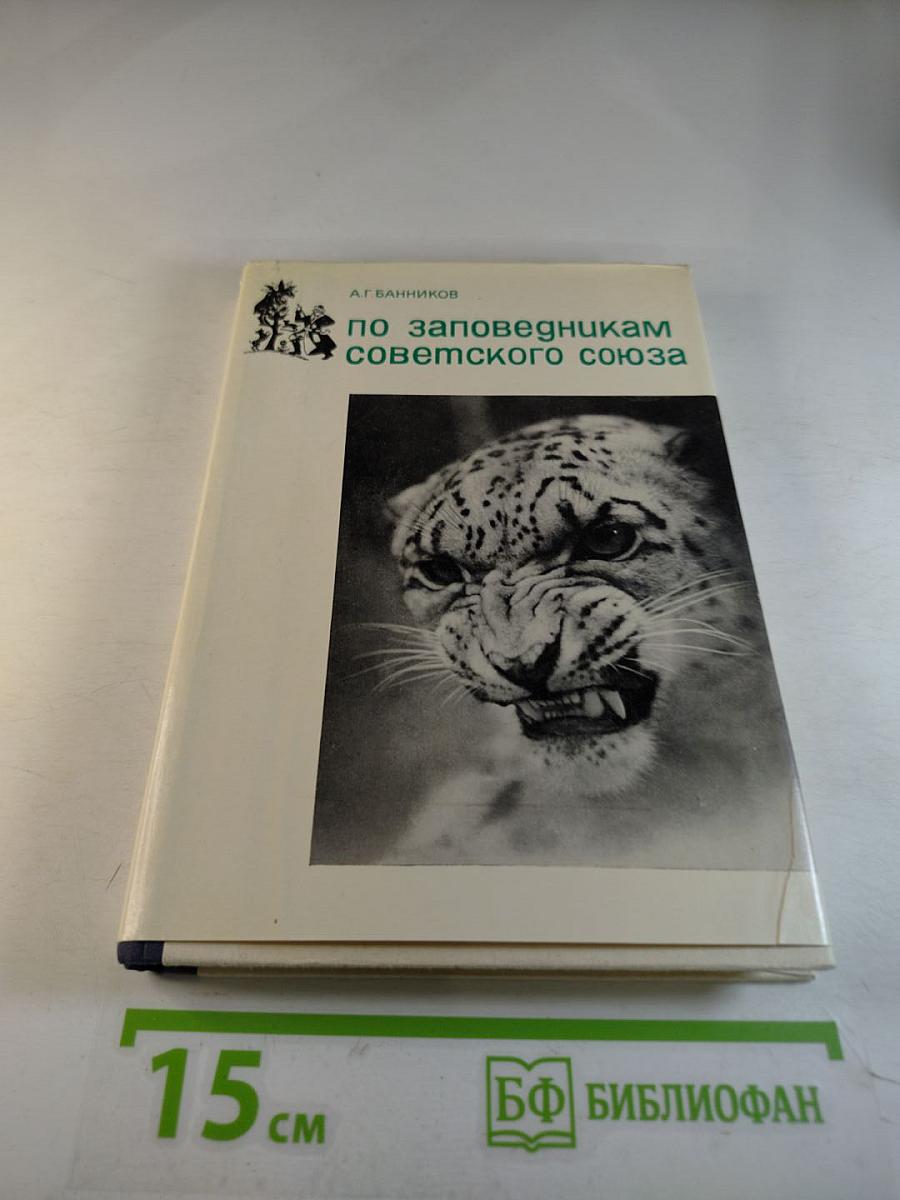 А.Г. БАННИКОВ
по заповедникам
советского союза
15 см
БФ БИБЛИОФАН